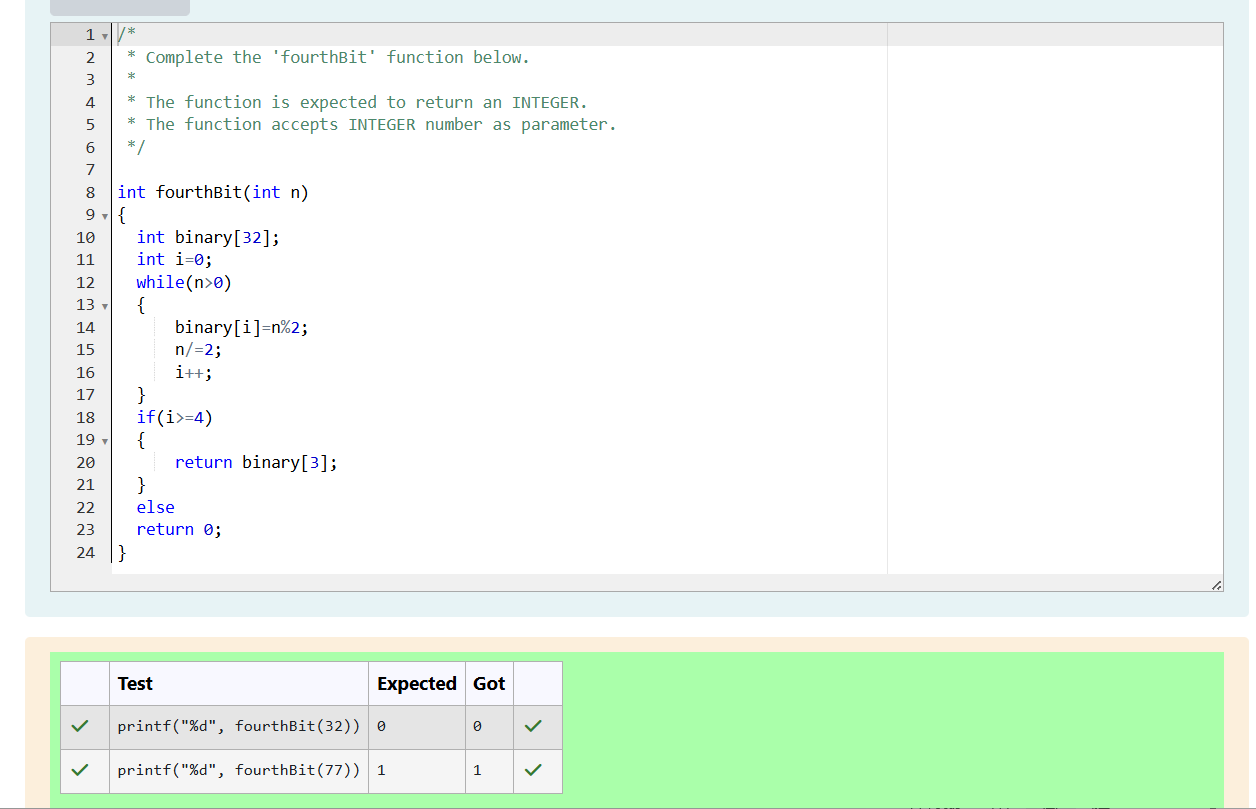 1 /*
2  * Complete the 'fourthBit' function below.
3  *
4  * The function is expected to return an INTEGER.
5  * The function accepts INTEGER number as parameter.
6  */
7
8 int fourthBit(int n)
9 {
10   int binary[32];
11   int i=0;
12   while(n>0)
13   {
14       binary[i]=n%2;
15       n/=2;
16       i++;
17   }
18   if(i>=4)
19   {
20       return binary[3];
21   }
22   else
23   return 0;
24 }
Test Expected Got
printf("%d", fourthBit(32)) 0 0
printf("%d", fourthBit(77)) 1 1